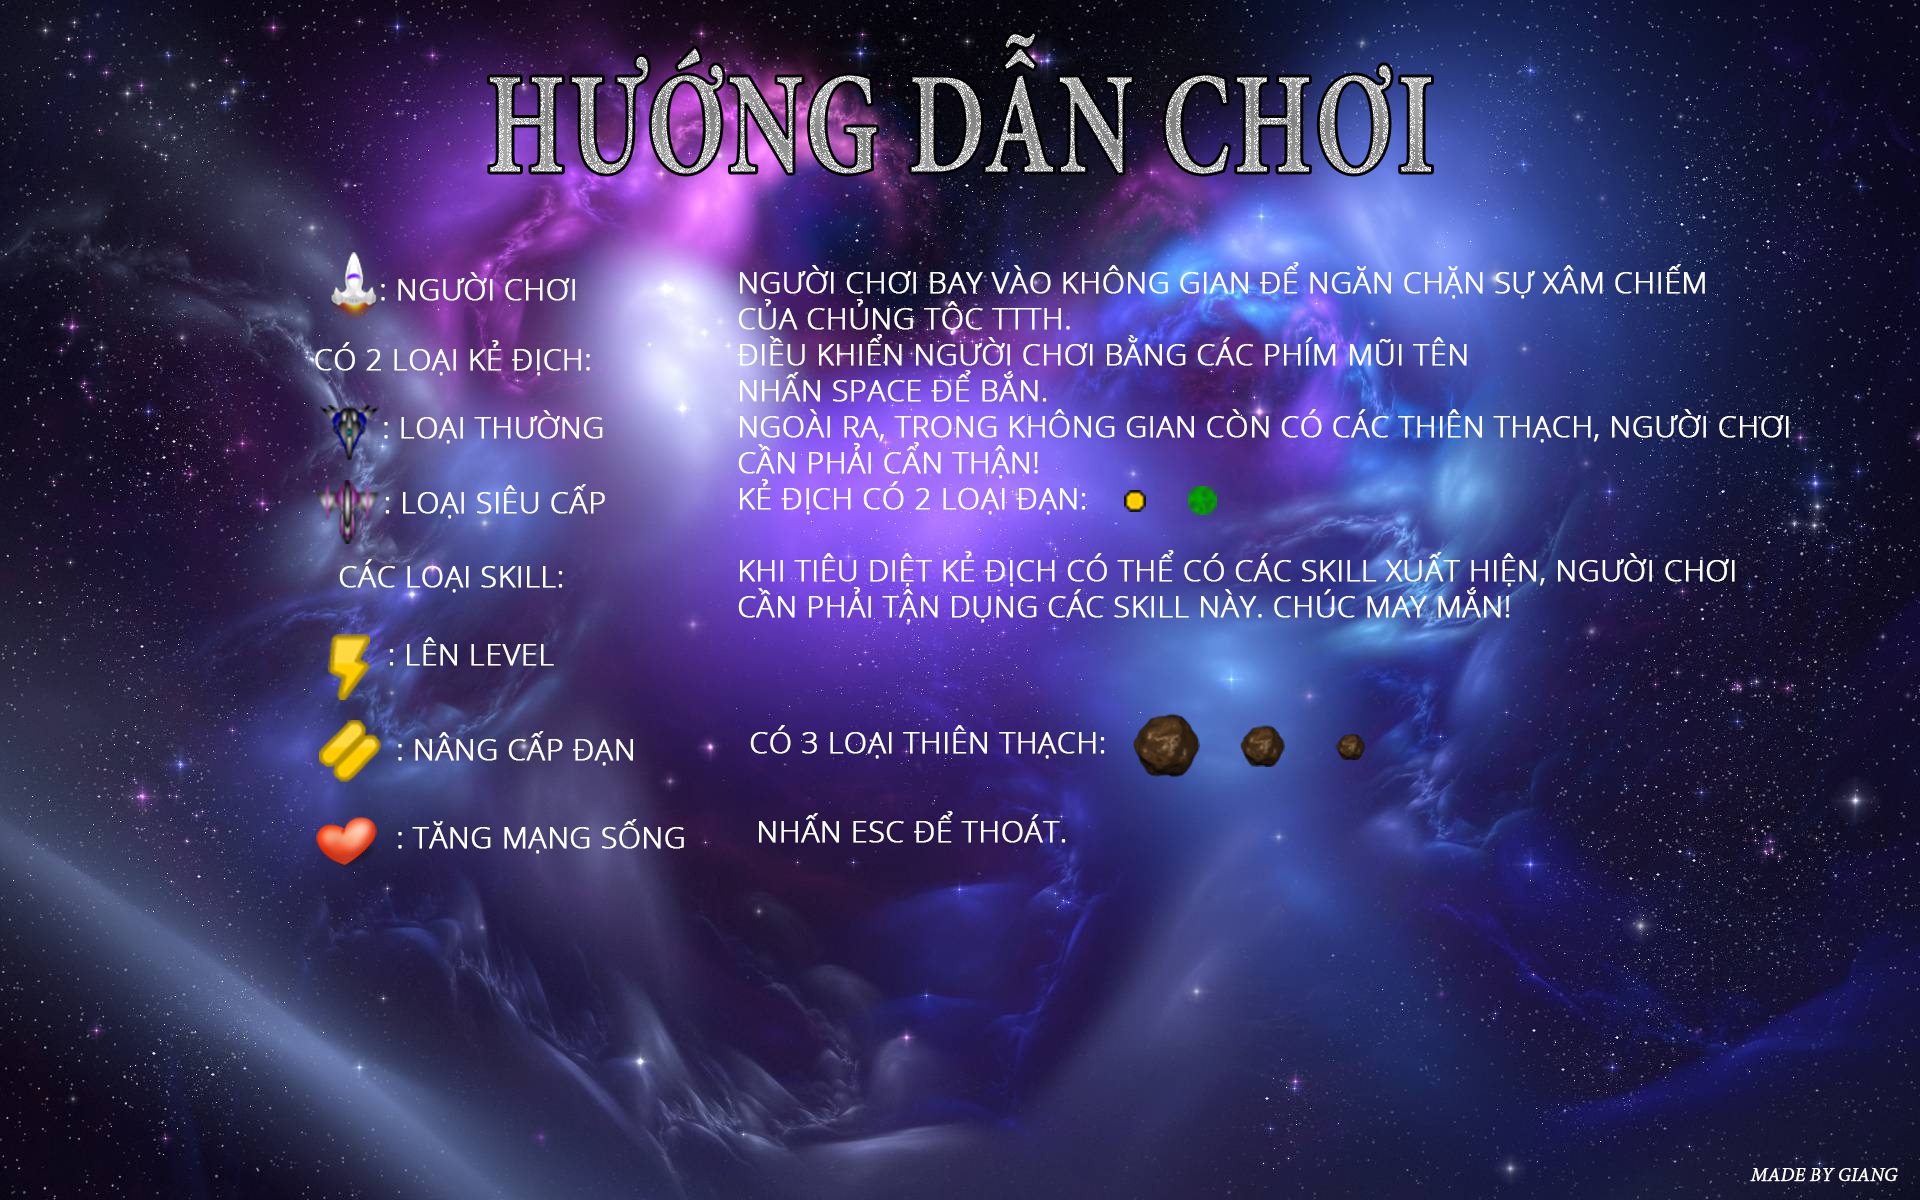 HƯỚNG DẪN CHƠI
: NGƯỜI CHƠI
CÓ 2 LOẠI KẺ ĐỊCH:
: LOẠI THƯỜNG
: LOẠI SIÊU CẤP
CÁC LOẠI SKILL:
: LÊN LEVEL
: NÂNG CẤP ĐẠN
: TĂNG MẠNG SỐNG
NGƯỜI CHƠI BAY VÀO KHÔNG GIAN ĐỂ NGĂN CHẶN SỰ XÂM CHIẾM
CỦA CHỦNG TỘC TTTH.
ĐIỀU KHIỂN NGƯỜI CHƠI BẰNG CÁC PHÍM MŨI TÊN
NHẤN SPACE ĐỂ BẮN.
NGOÀI RA, TRONG KHÔNG GIAN CÒN CÓ CÁC THIÊN THẠCH, NGƯỜI CHƠI
CẦN PHẢI CẨN THẬN!
KẺ ĐỊCH CÓ 2 LOẠI ĐẠN:
KHI TIÊU DIỆT KẺ ĐỊCH CÓ THỂ CÓ CÁC SKILL XUẤT HIỆN, NGƯỜI CHƠI
CẦN PHẢI TẬN DỤNG CÁC SKILL NÀY. CHÚC MAY MẮN!
CÓ 3 LOẠI THIÊN THẠCH:
NHẤN ESC ĐỂ THOÁT.
MADE BY GIANG